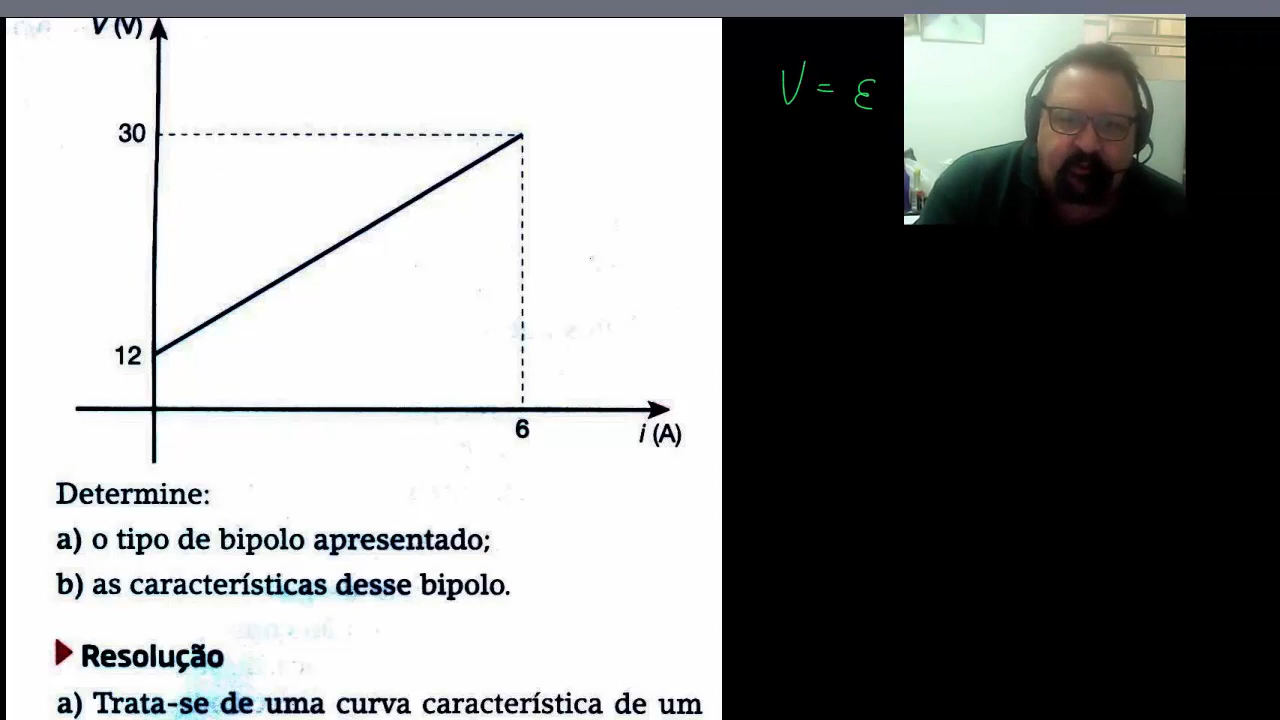 V (V)
30
12
6
i (A)
Determine:
a) o tipo de bipolo apresentado;
b) as características desse bipolo.
Resolução
a) Trata-se de uma curva característica de um
V = ε